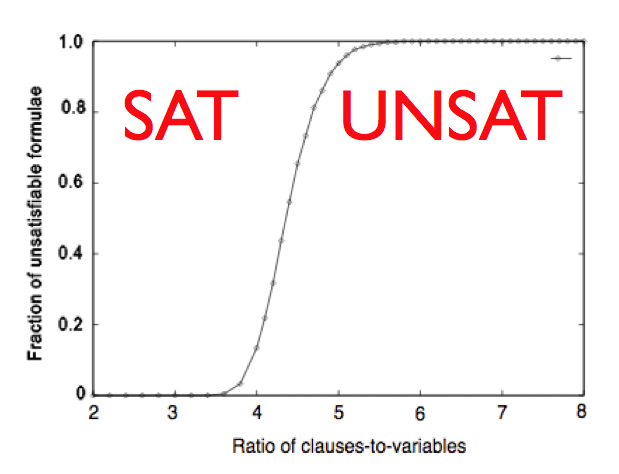 1.0
SAT UNSAT
0.8
0.6
0.4
0.2
0
Fraction of unsatisfiable formulae
2 3 4 5 6 7 8
Ratio of clauses-to-variables